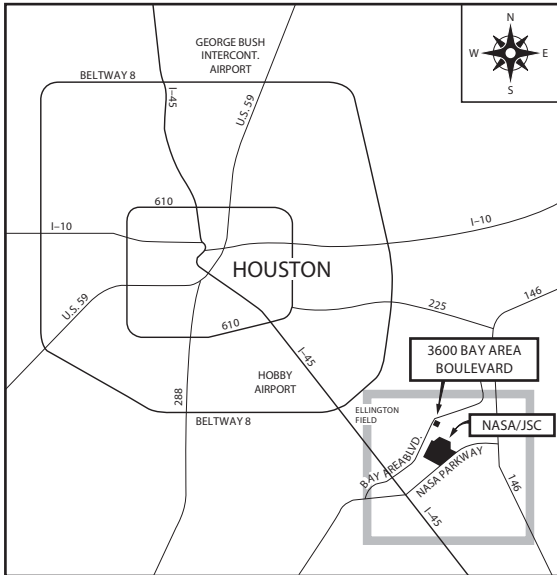 N
W E
S
GEORGE BUSH
INTERCONT.
AIRPORT
BELTWAY 8
I–45
U.S. 59
610
I–10
I–10
HOUSTON
U.S. 59
225
146
610
I–45
3600 BAY AREA
BOULEVARD
HOBBY
AIRPORT
288
ELLINGTON
FIELD
BELTWAY 8
NASA/JSC
BAY AREA BLVD.
NASA PARKWAY
146
I–45